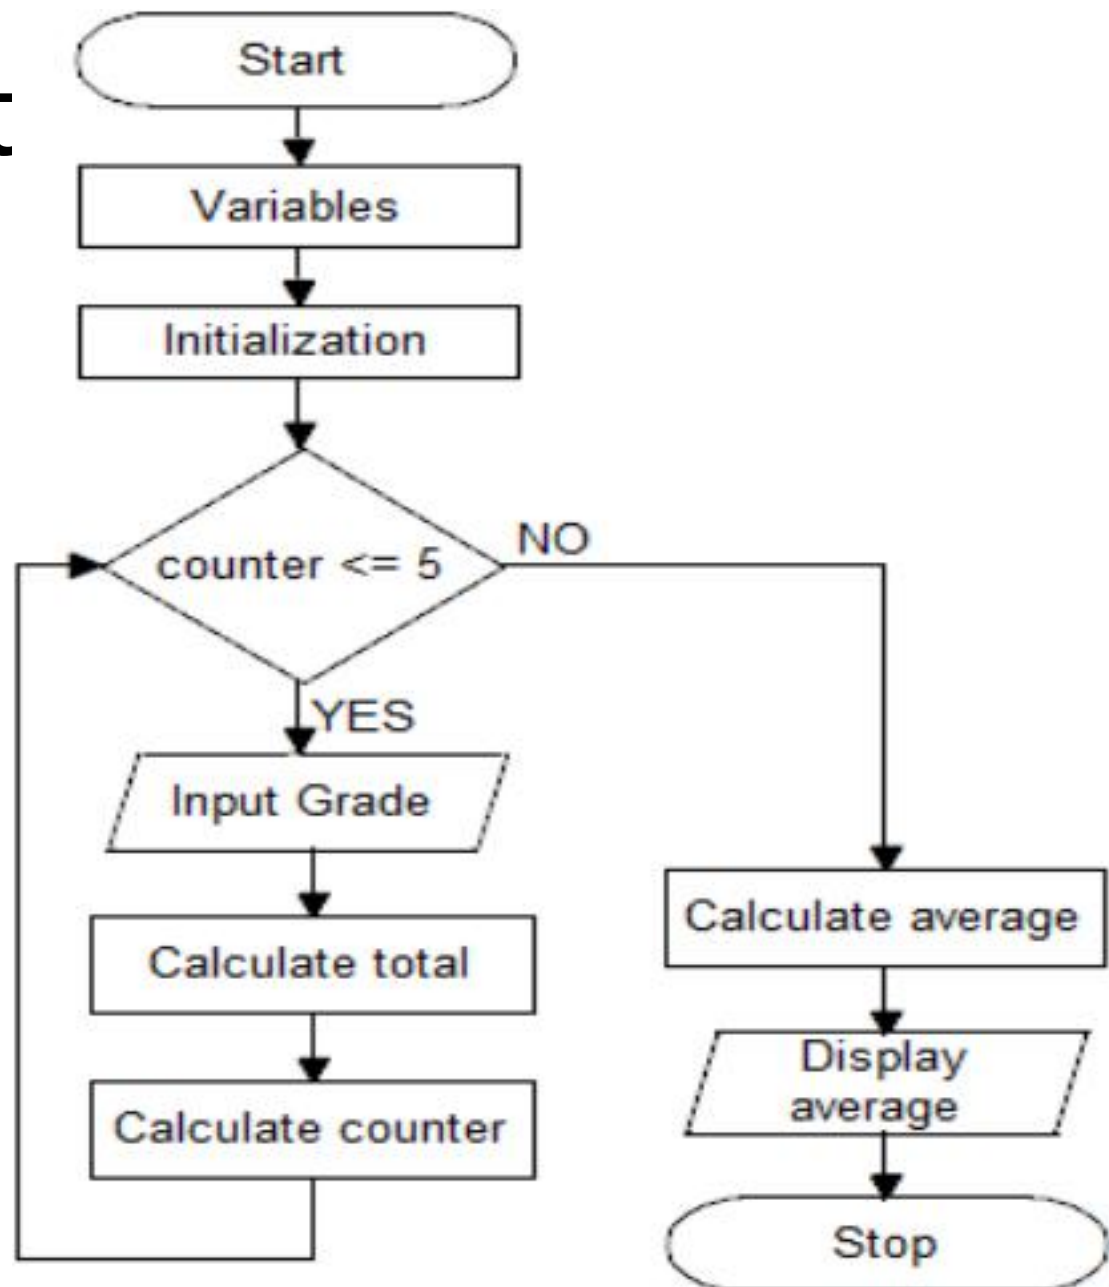 Start
Variables
Initialization
counter <= 5
NO
YES
Input Grade
Calculate total
Calculate counter
Calculate average
Display
average
Stop